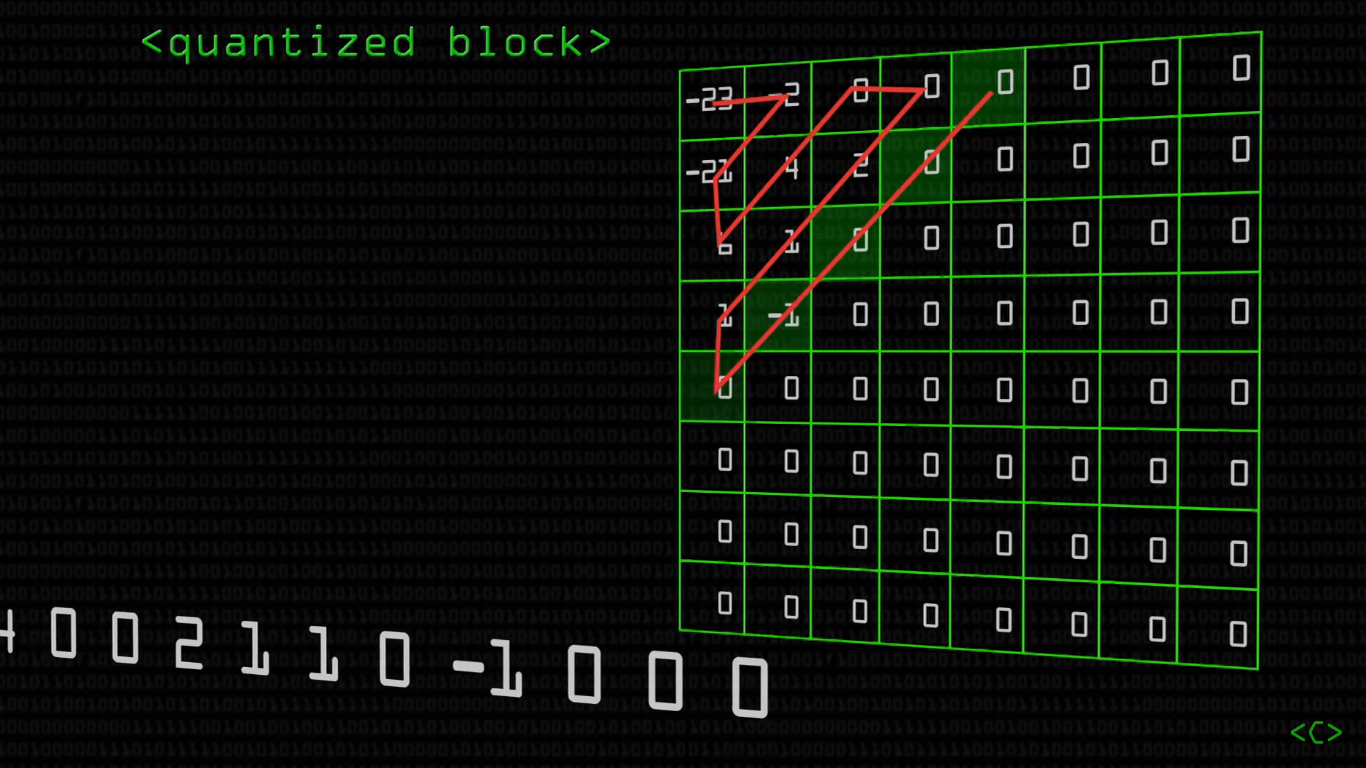 <quantized block>
-23 -2 0 0 0 0 0 0
-21 4 2 0 0 0 0 0
1 0 0 0 0 0 0
1 -1 0 0 0 0 0 0
0 0 0 0 0 0 0 0
0 0 0 0 0 0 0 0
0 0 0 0 0 0 0 0
0 0 0 0 0 0 0 0
4 0 0 2 1 1 0 -1 0 0 0
<C>